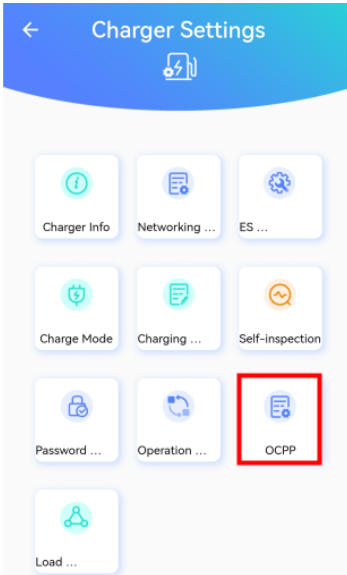 Charger Settings
Charger Info
Networking ...
ES ...
Charge Mode
Charging ...
Self-inspection
Password ...
Operation ...
OCPP
Load ...